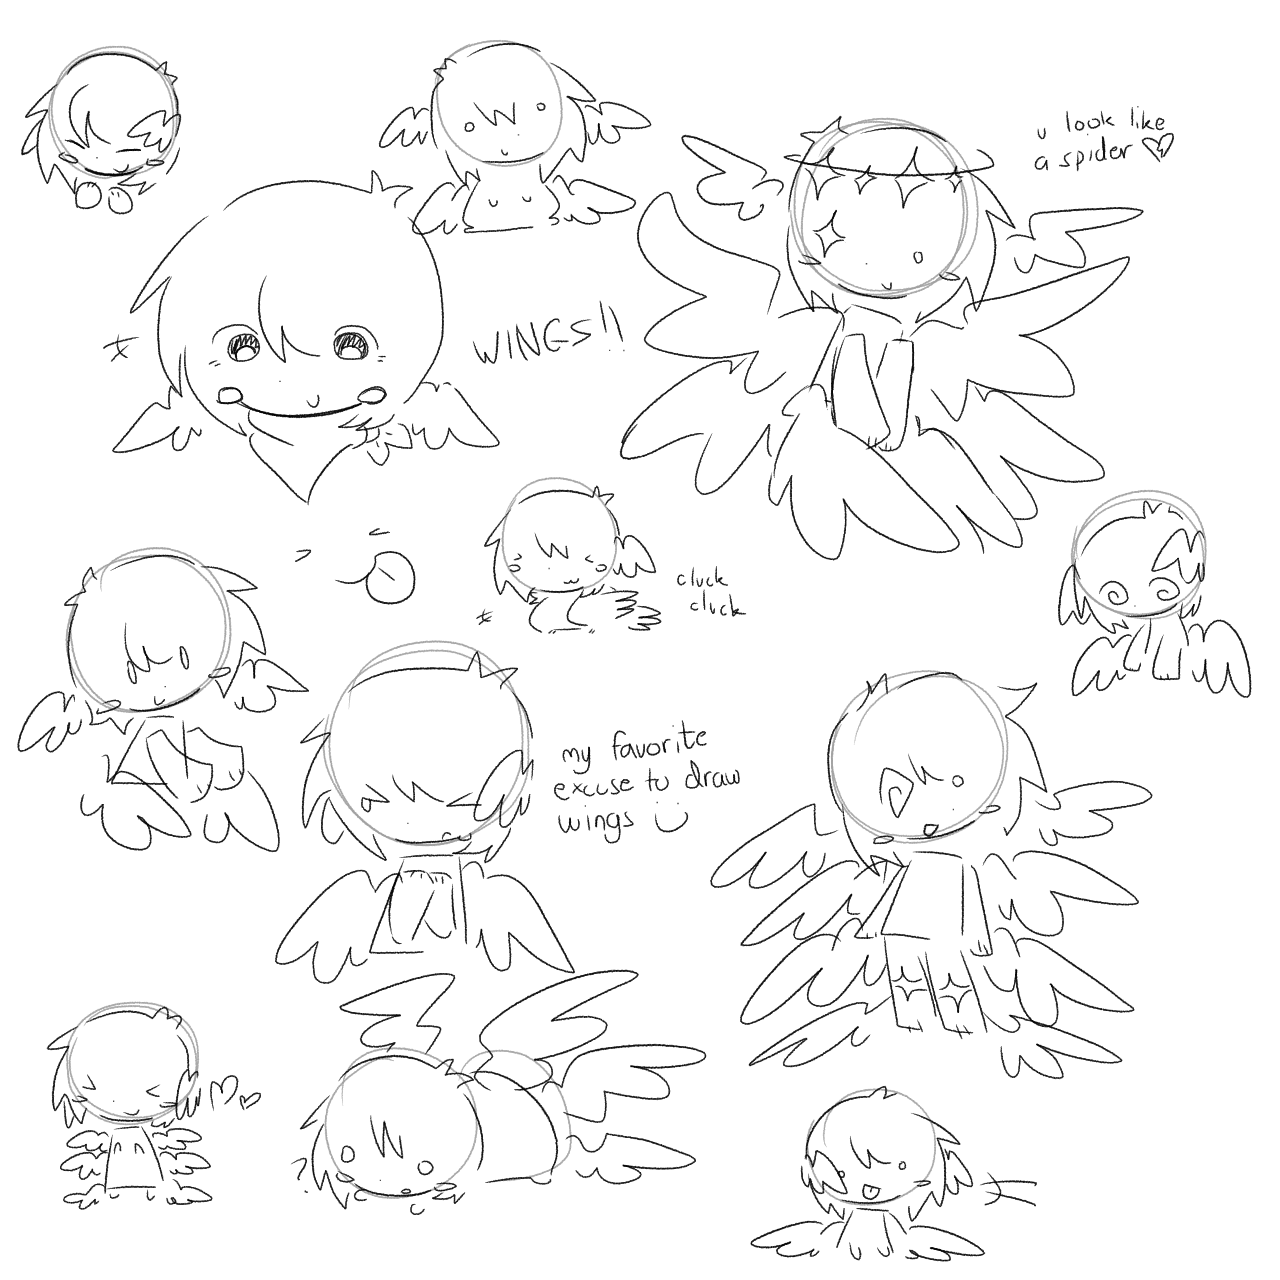 u look like
a spider
WINGS!!
cluck
cluck
my favorite
excuse to draw
wings
?